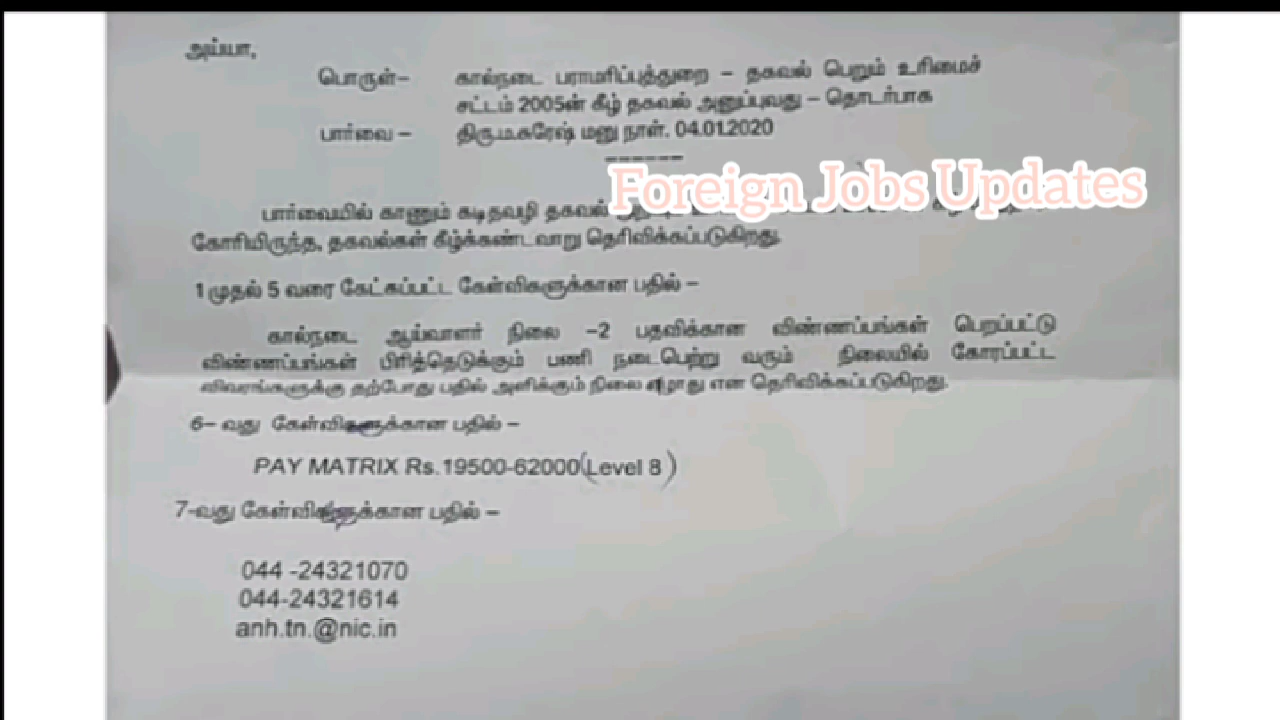 அய்யா,
பொருள்– கால்நடை பராமரிப்புத்துறை – தகவல் பெறும் உரிமைச்
சட்டம் 2005ன் கீழ் தகவல் அனுப்புவது – தொடர்பாக
பார்வை – திரு.ம.சுரேஷ் மனு நாள். 04.01.2020
Foreign Jobs Updates
பார்வையில் காணும் கடிதவழி தகவல்
கோரியிருந்த, தகவல்கள் கீழ்க்கண்டவாறு தெரிவிக்கப்படுகிறது.
1 முதல் 5 வரை கேட்கப்பட்ட கேள்விகளுக்கான பதில் –
கால்நடை ஆய்வாளர் நிலை –2 பதவிக்கான விண்ணப்பங்கள் பெறப்பட்டு
விண்ணப்பங்கள் பிரித்தெடுக்கும் பணி நடைபெற்று வரும் நிலையில் கோரப்பட்ட
விவரங்களுக்கு தற்போது பதில் அளிக்கும் நிலை எழாது என தெரிவிக்கப்படுகிறது.
6– வது கேள்விக்கான பதில் –
PAY MATRIX Rs.19500-62000(Level 8)
7-வது கேள்விக்கான பதில் –
044 -24321070
044-24321614
anh.tn.@nic.in